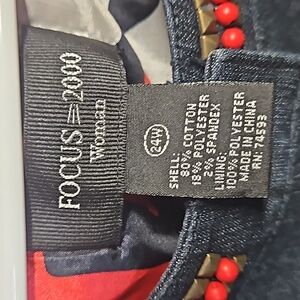 FOCUS 2000
Woman
24W
SHELL:
80% COTTON
18% POLYESTER
2% SPANDEX
LINING:
100% POLYESTER
MADE IN CHINA
RN: 74593